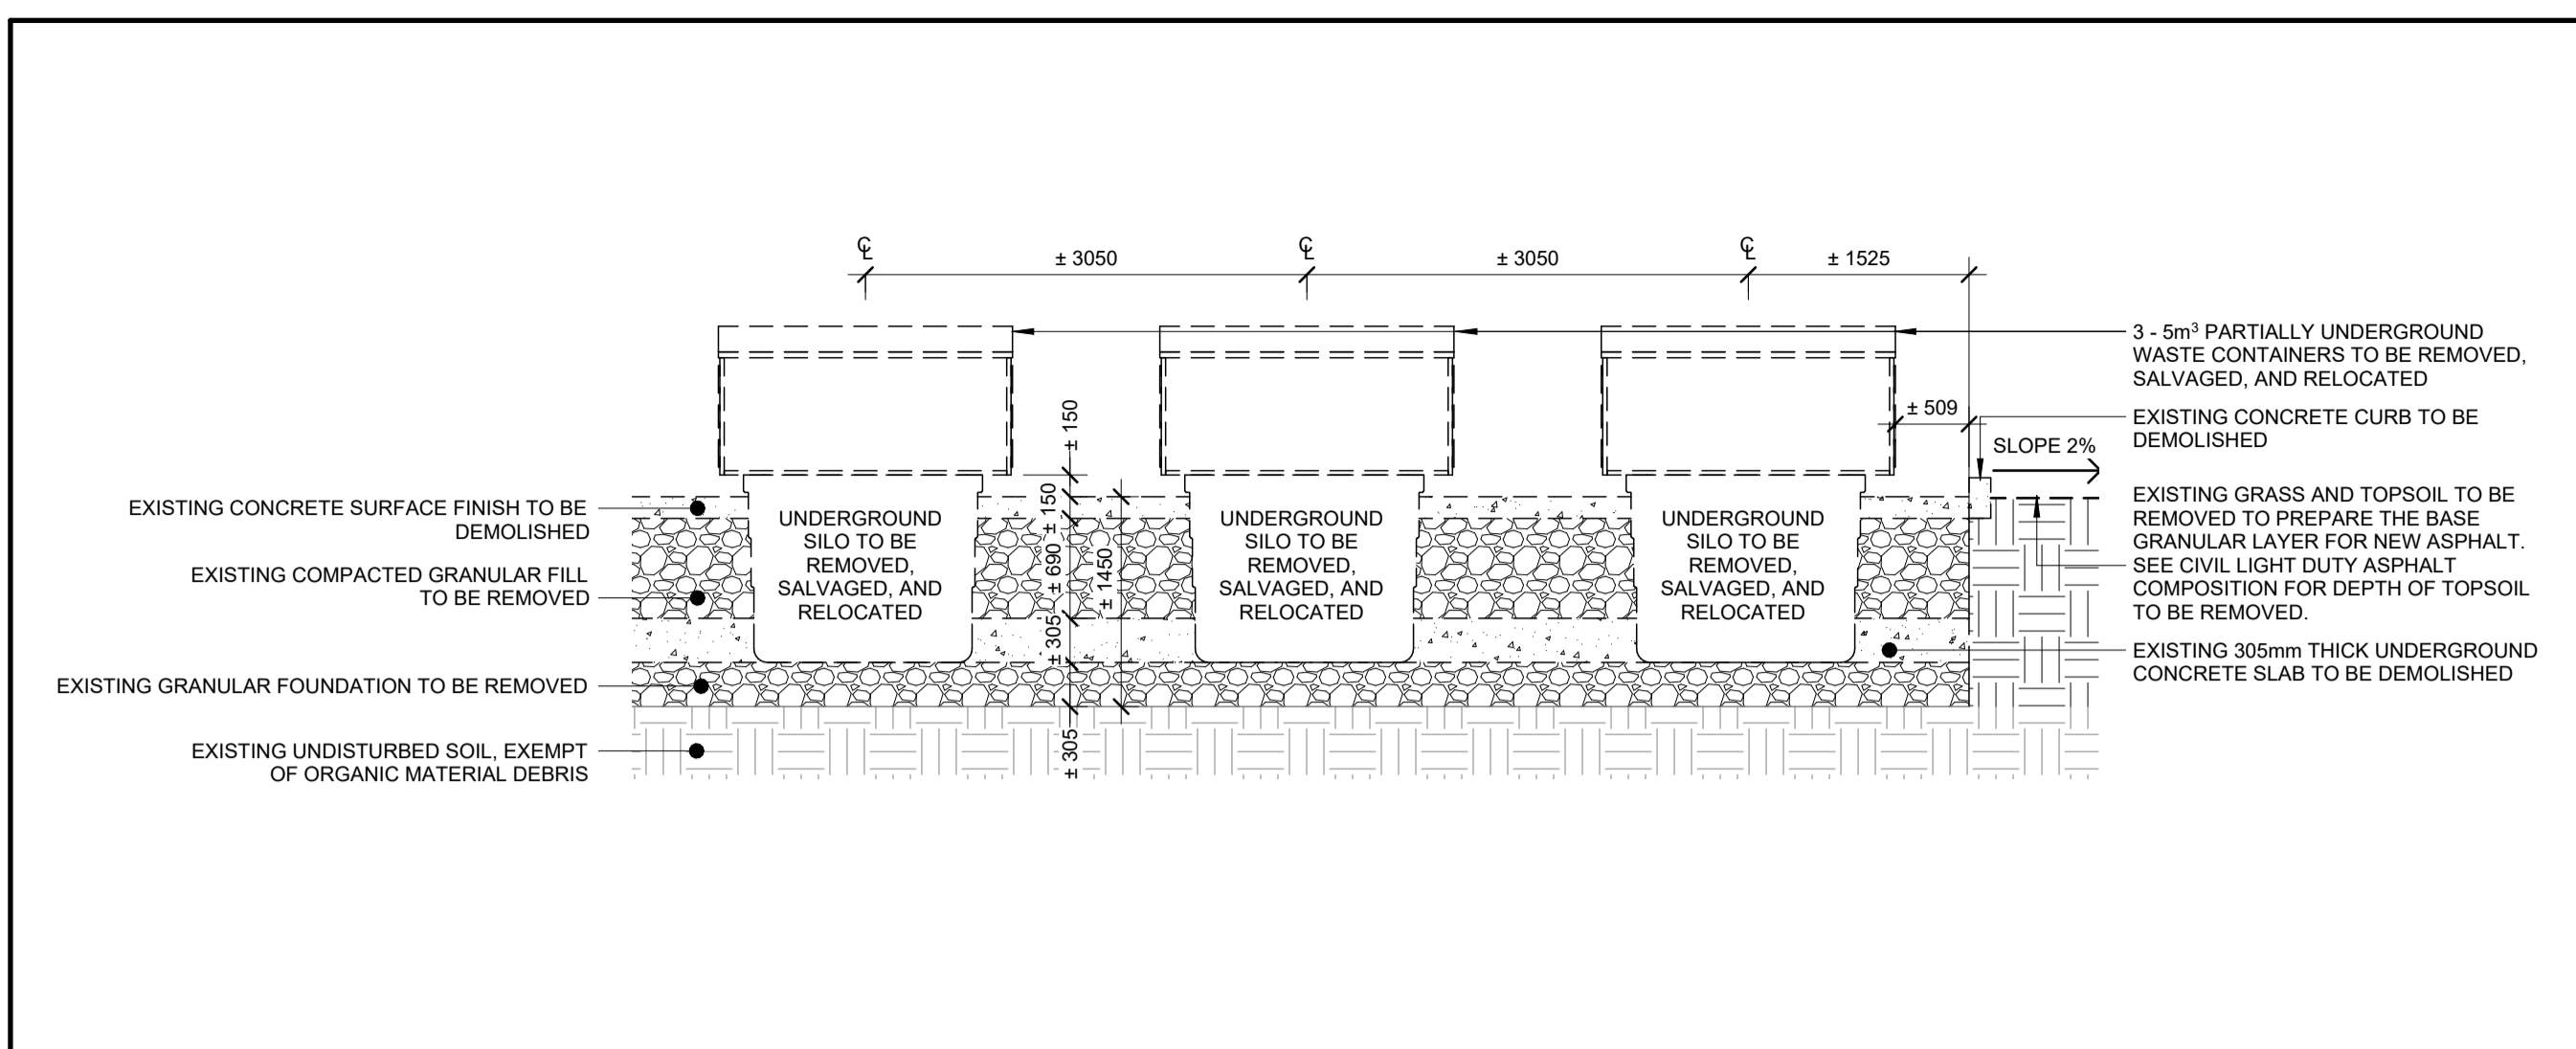 ℄ ℄ ℄
± 3050 ± 3050 ± 1525
3 - 5m³ PARTIALLY UNDERGROUND
WASTE CONTAINERS TO BE REMOVED,
SALVAGED, AND RELOCATED
± 509
EXISTING CONCRETE CURB TO BE
DEMOLISHED
SLOPE 2%
± 150
± 150
± 690
± 305
± 305
± 1450
EXISTING CONCRETE SURFACE FINISH TO BE
DEMOLISHED
EXISTING COMPACTED GRANULAR FILL
TO BE REMOVED
EXISTING GRANULAR FOUNDATION TO BE REMOVED
EXISTING UNDISTURBED SOIL, EXEMPT
OF ORGANIC MATERIAL DEBRIS
UNDERGROUND
SILO TO BE
REMOVED,
SALVAGED, AND
RELOCATED
UNDERGROUND
SILO TO BE
REMOVED,
SALVAGED, AND
RELOCATED
UNDERGROUND
SILO TO BE
REMOVED,
SALVAGED, AND
RELOCATED
EXISTING GRASS AND TOPSOIL TO BE
REMOVED TO PREPARE THE BASE
GRANULAR LAYER FOR NEW ASPHALT.
SEE CIVIL LIGHT DUTY ASPHALT
COMPOSITION FOR DEPTH OF TOPSOIL
TO BE REMOVED.
EXISTING 305mm THICK UNDERGROUND
CONCRETE SLAB TO BE DEMOLISHED